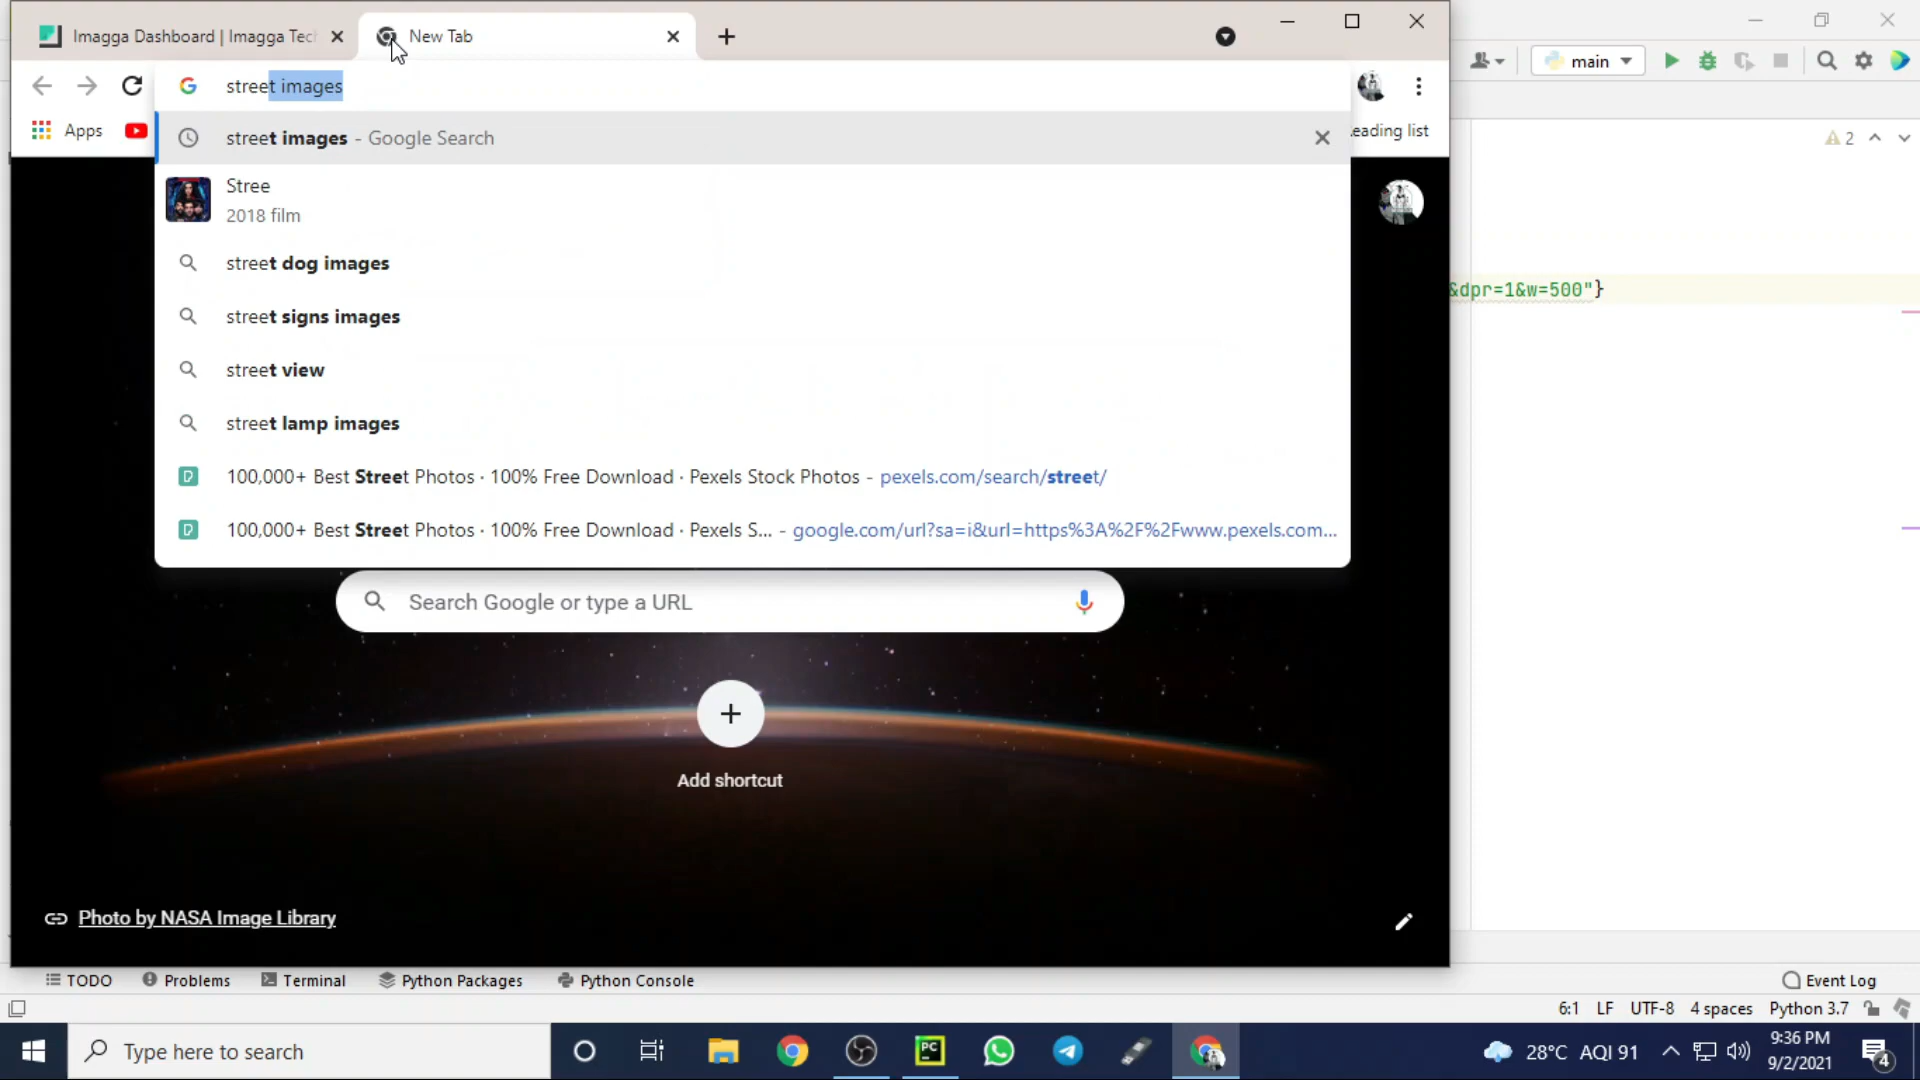 Imagga Dashboard | Imagga Tech
New Tab
main
street images
Apps
eading list
2
street images - Google Search
Stree
2018 film
street dog images
&dpr=1&w=500"}
street signs images
street view
street lamp images
100,000+ Best Street Photos · 100% Free Download · Pexels Stock Photos - pexels.com/search/street/
100,000+ Best Street Photos · 100% Free Download · Pexels S... - google.com/url?sa=i&url=https%3A%2F%2Fwww.pexels.com...
Search Google or type a URL
Add shortcut
Photo by NASA Image Library
TODO
Problems
Terminal
Python Packages
Python Console
Event Log
6:1 LF UTF-8 4 spaces Python 3.7
Type here to search
PC
28°C AQI 91
9:36 PM
9/2/2021
4